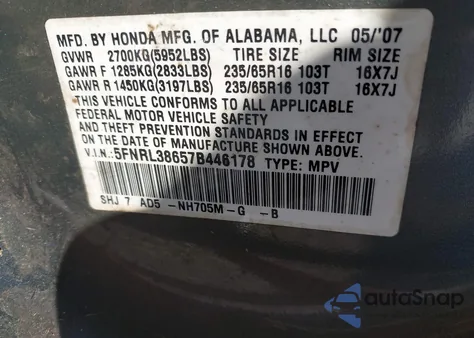 MFD. BY HONDA MFG. OF ALABAMA, LLC 05/'07
GVWR 2700KG(5952LBS) TIRE SIZE RIM SIZE
GAWR F 1285KG(2833LBS) 235/65R16 103T 16X7J
GAWR R 1450KG(3197LBS) 235/65R16 103T 16X7J
THIS VEHICLE CONFORMS TO ALL APPLICABLE
FEDERAL MOTOR VEHICLE SAFETY
AND THEFT PREVENTION STANDARDS IN EFFECT
ON THE DATE OF MANUFACTURE SHOWN ABOVE.
V.I.N.: 5FNRL38657B446178 TYPE: MPV
SHJ 7 AD5 -NH705M-G -B
autoSnap